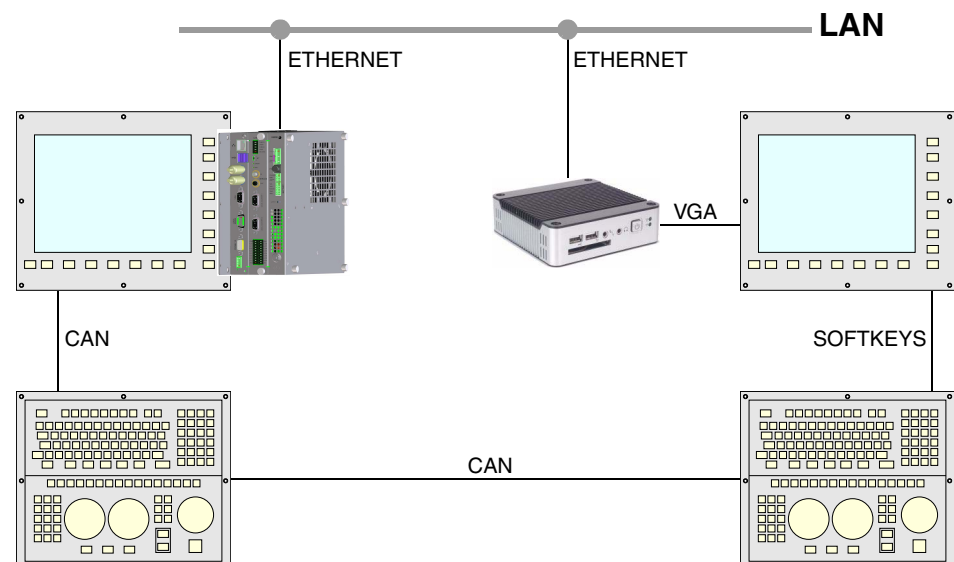 LAN
ETHERNET
ETHERNET
VGA
CAN
SOFTKEYS
CAN